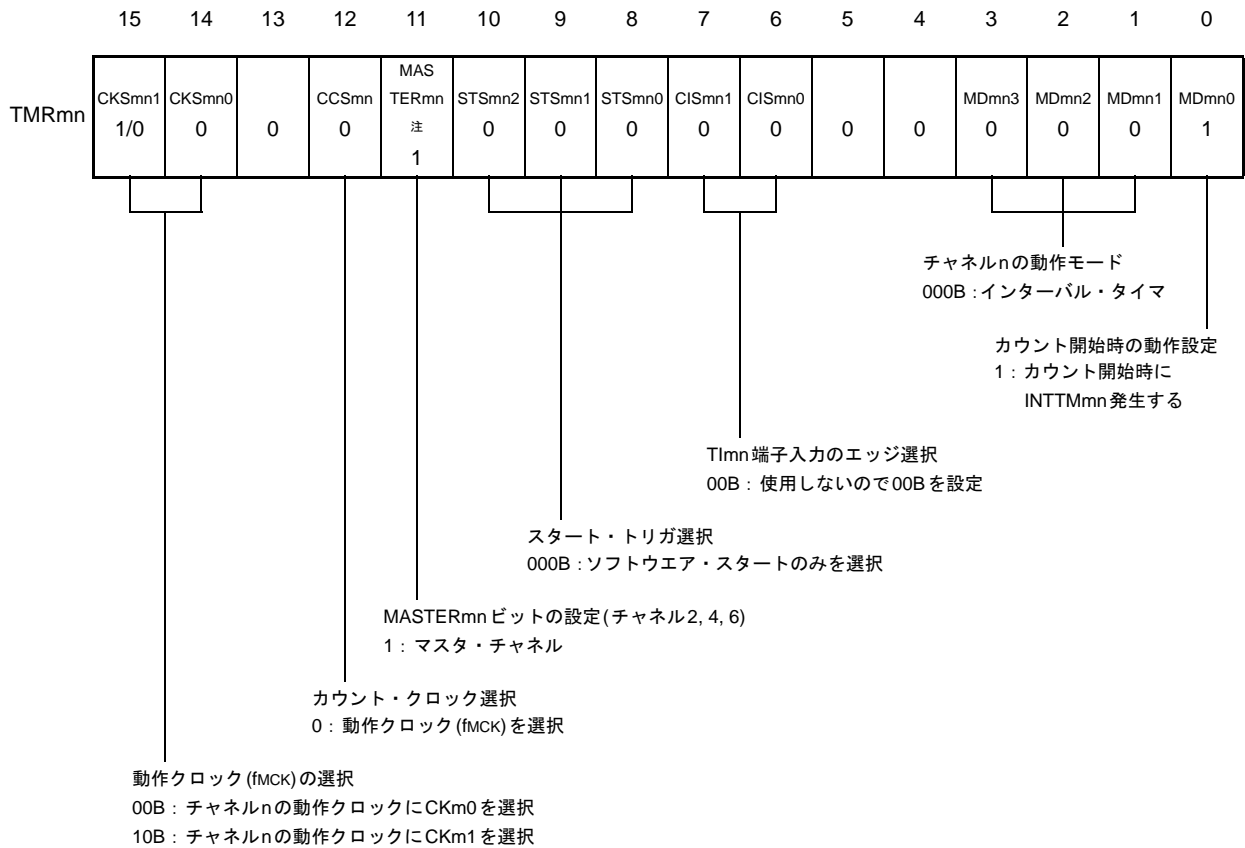 15 14 13 12 11 10 9 8 7 6 5 4 3 2 1 0
TMRmn
CKSmn1 1/0
CKSmn0 0
0
CCSmn 0
MAS
TERmn
注
1
STSmn2 0
STSmn1 0
STSmn0 0
CISmn1 0
CISmn0 0
0
0
MDmn3 0
MDmn2 0
MDmn1 0
MDmn0 1
チャネルnの動作モード
000B：インターバル・タイマ
カウント開始時の動作設定
1：カウント開始時に
INTTMmn発生する
TImn端子入力のエッジ選択
00B：使用しないので00Bを設定
スタート・トリガ選択
000B：ソフトウエア・スタートのみを選択
MASTERmnビットの設定(チャネル2, 4, 6)
1：マスタ・チャネル
カウント・クロック選択
0：動作クロック(fMCK)を選択
動作クロック(fMCK)の選択
00B：チャネルnの動作クロックにCKm0を選択
10B：チャネルnの動作クロックにCKm1を選択